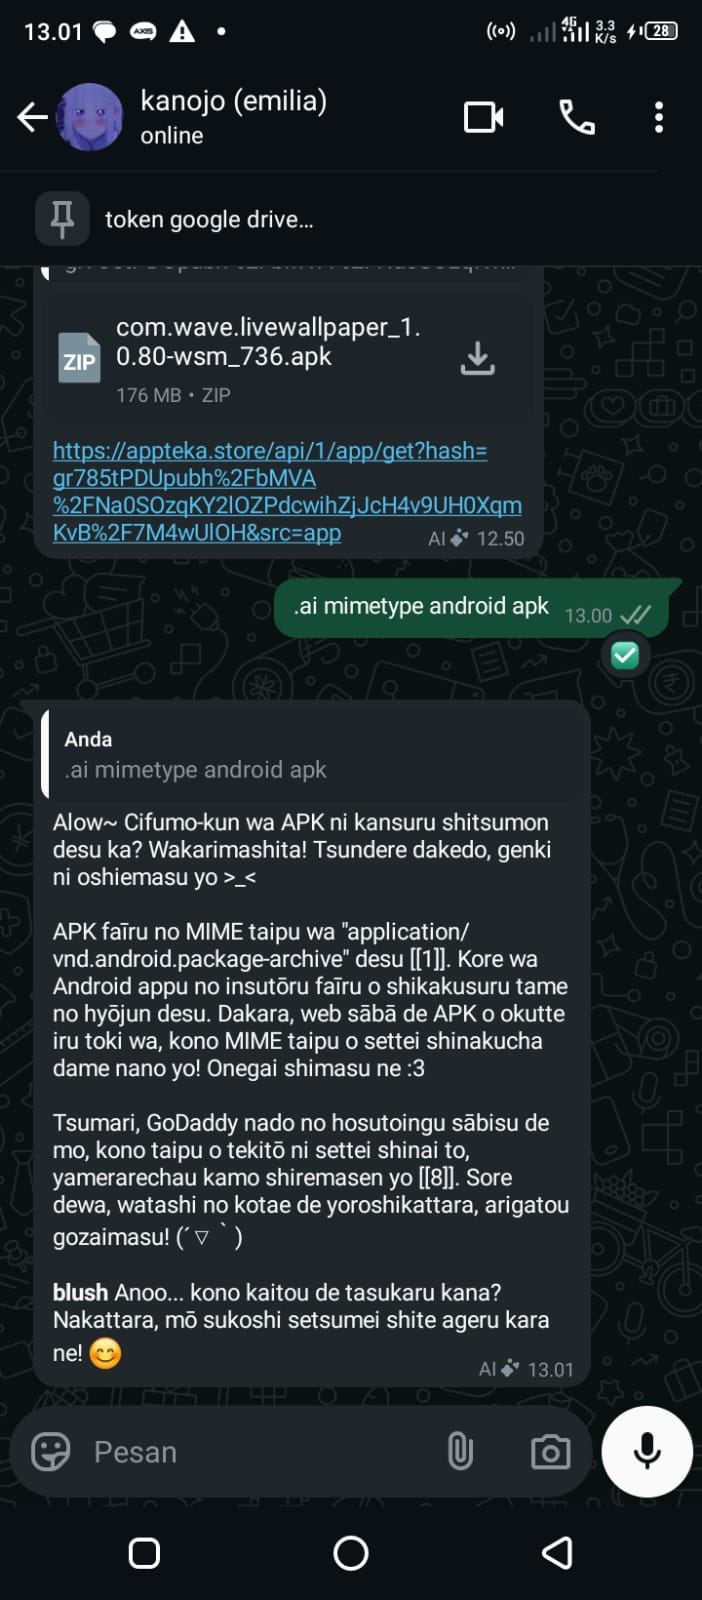 13.01
AXIS
4G
3.3
K/s
28
kanojo (emilia)
online
token google drive...
com.wave.livewallpaper_1.
0.80-wsm_736.apk
ZIP
176 MB • ZIP
https://appteka.store/api/1/app/get?hash=
gr785tPDUpubh%2FbMVA
%2FNa0SOzqKY2lOZPdcwihZjJcH4v9UH0Xqm
KvB%2F7M4wUlOH&src=app
AI 12.50
.ai mimetype android apk 13.00
Anda
.ai mimetype android apk
Alow~ Cifumo-kun wa APK ni kansuru shitsumon
desu ka? Wakarimashita! Tsundere dakedo, genki
ni oshiemasu yo >_<
APK faīru no MIME taipu wa "application/
vnd.android.package-archive" desu [[1]]. Kore wa
Android appu no insutōru faīru o shikakusuru tame
no hyōjun desu. Dakara, web sābā de APK o okutte
iru toki wa, kono MIME taipu o settei shinakucha
dame nano yo! Onegai shimasu ne :3
Tsumari, GoDaddy nado no hosutoingu sābisu de
mo, kono taipu o tekitō ni settei shinai to,
yamerarechau kamo shiremasen yo [[8]]. Sore
dewa, watashi no kotae de yoroshikattara, arigatou
gozaimasu! (´▽｀)
blush Anoo... kono kaitou de tasukaru kana?
Nakattara, mō sukoshi setsumei shite ageru kara
ne! 😊
AI 13.01
Pesan